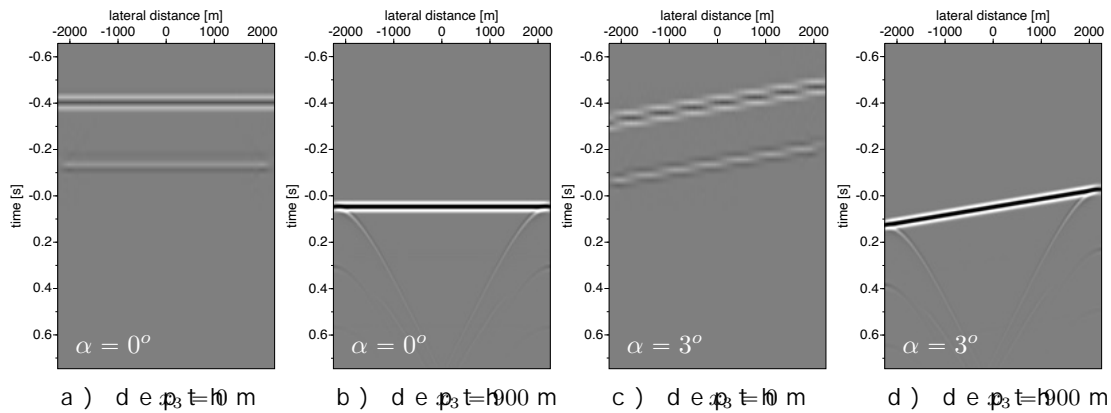 lateral distance [m] lateral distance [m] lateral distance [m] lateral distance [m]
-2000 -1000 0 1000 2000 -2000 -1000 0 1000 2000 -2000 -1000 0 1000 2000 -2000 -1000 0 1000 2000
-0.6 -0.6 -0.6 -0.6
-0.4 -0.4 -0.4 -0.4
-0.2 -0.2 -0.2 -0.2
-0.0 -0.0 -0.0 -0.0
0.2 0.2 0.2 0.2
0.4 0.4 0.4 0.4
0.6 0.6 0.6 0.6
time [s] time [s] time [s] time [s]
α = 0° α = 0° α = 3° α = 3°
a) depth x₃ = 0 m b) depth x₃ = 900 m c) depth x₃ = 0 m d) depth x₃ = 900 m